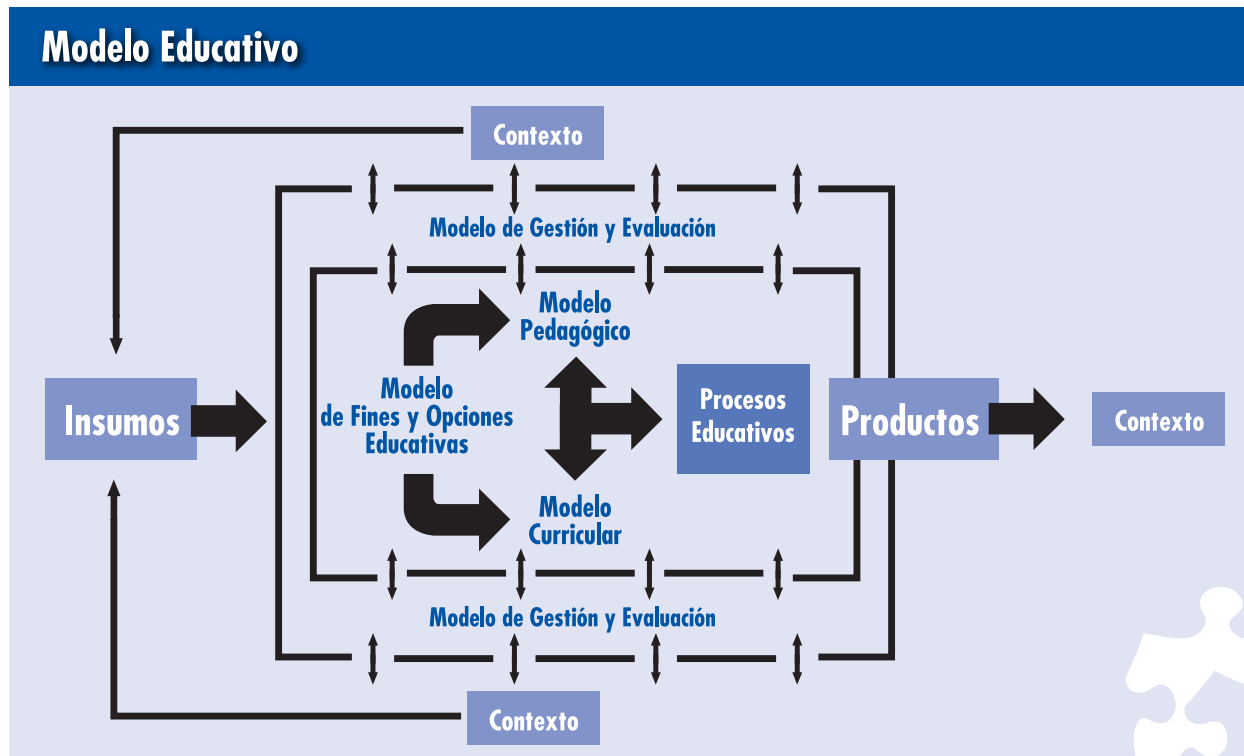 Modelo Educativo
Contexto
Modelo de Gestión y Evaluación
Modelo
Pedagógico
Modelo
de Fines y Opciones
Educativas
Insumos
Procesos
Educativos
Productos
Contexto
Modelo
Curricular
Modelo de Gestión y Evaluación
Contexto